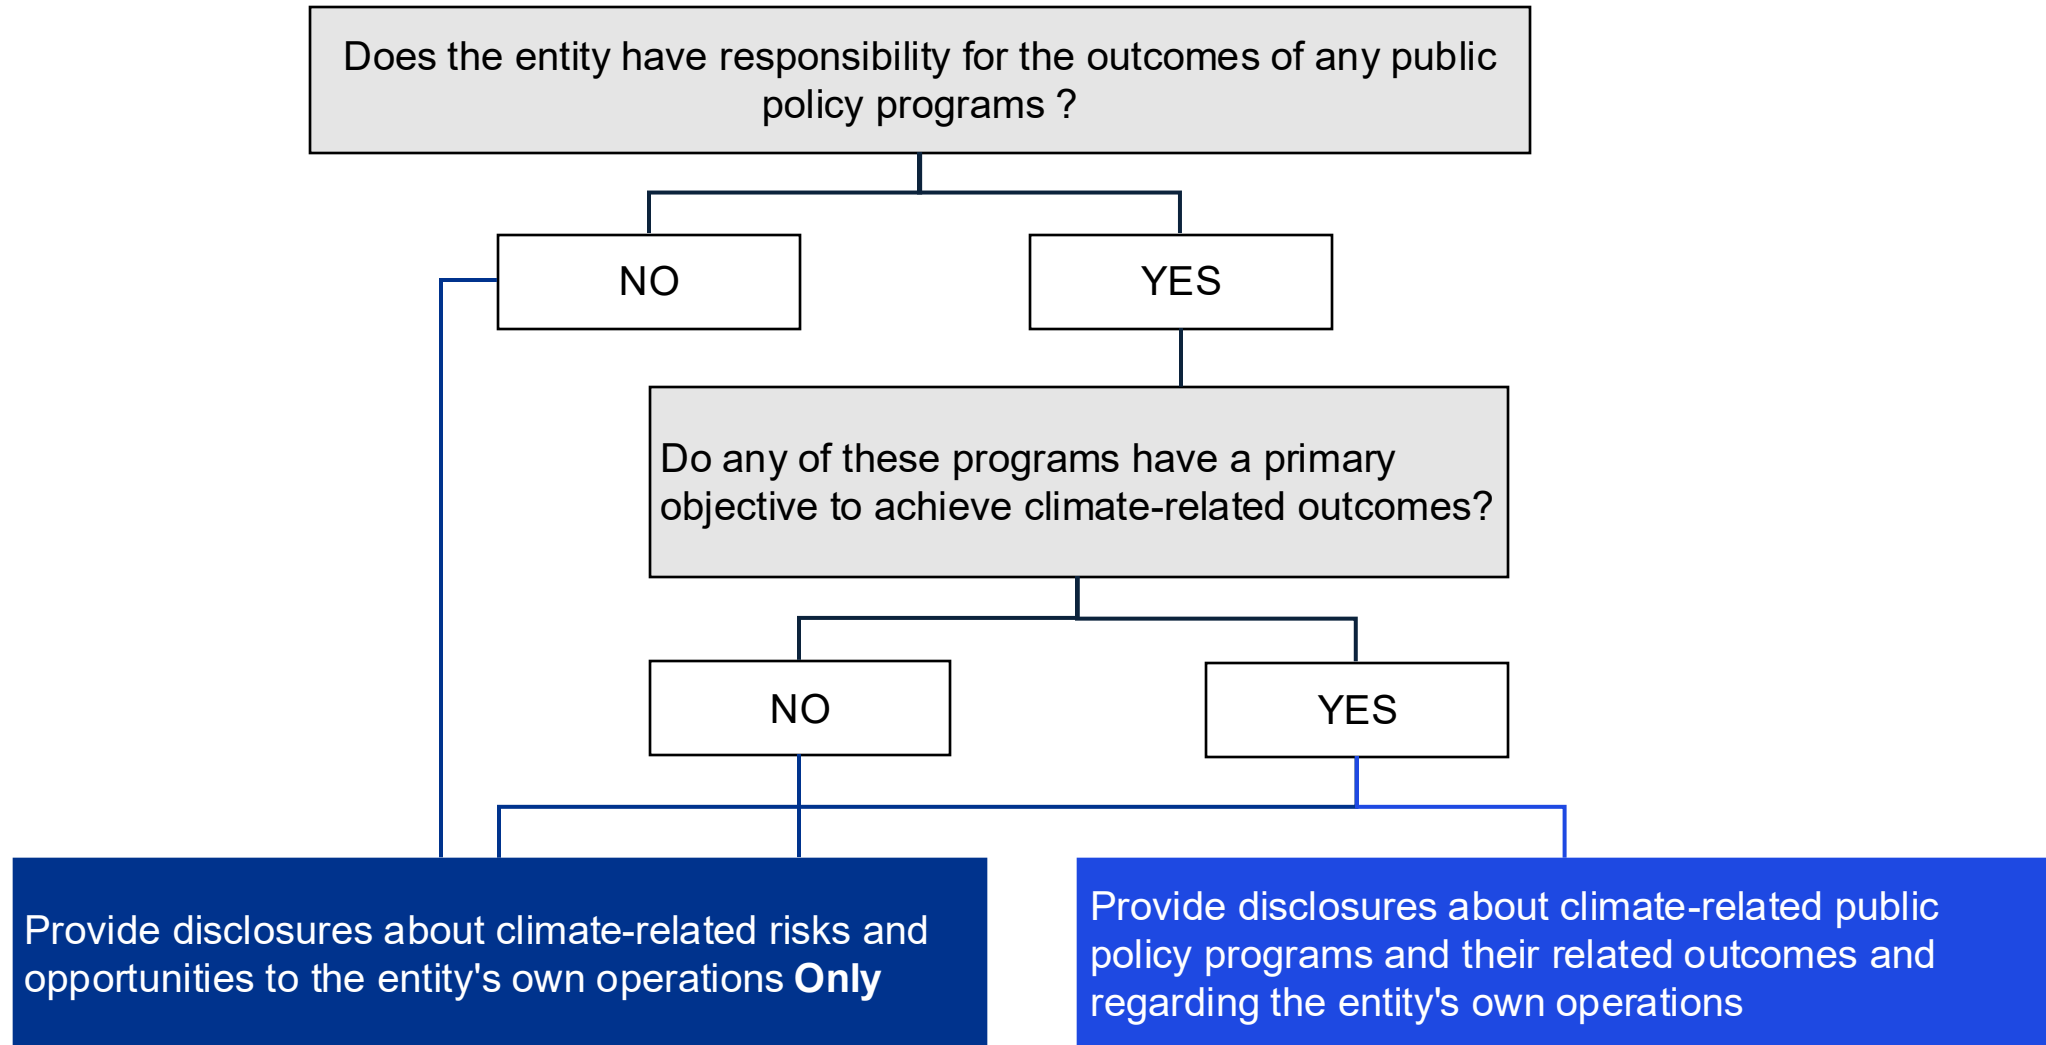 Does the entity have responsibility for the outcomes of any public
policy programs ?
NO
YES
Do any of these programs have a primary
objective to achieve climate-related outcomes?
NO
YES
Provide disclosures about climate-related risks and
opportunities to the entity's own operations Only
Provide disclosures about climate-related public
policy programs and their related outcomes and
regarding the entity's own operations